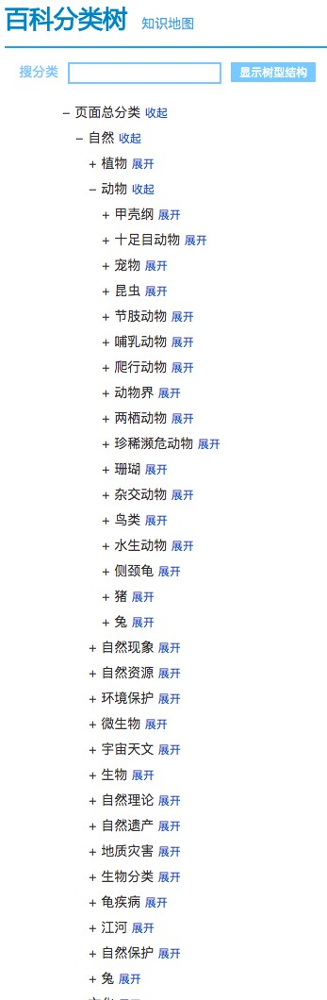 百科分类树 知识地图
搜分类 显示树型结构
− 页面总分类 收起
− 自然 收起
+ 植物 展开
− 动物 收起
+ 甲壳纲 展开
+ 十足目动物 展开
+ 宠物 展开
+ 昆虫 展开
+ 节肢动物 展开
+ 哺乳动物 展开
+ 爬行动物 展开
+ 动物界 展开
+ 两栖动物 展开
+ 珍稀濒危动物 展开
+ 珊瑚 展开
+ 杂交动物 展开
+ 鸟类 展开
+ 水生动物 展开
+ 侧颈龟 展开
+ 猪 展开
+ 兔 展开
+ 自然现象 展开
+ 自然资源 展开
+ 环境保护 展开
+ 微生物 展开
+ 宇宙天文 展开
+ 生物 展开
+ 自然理论 展开
+ 自然遗产 展开
+ 地质灾害 展开
+ 生物分类 展开
+ 龟疾病 展开
+ 江河 展开
+ 自然保护 展开
+ 兔 展开